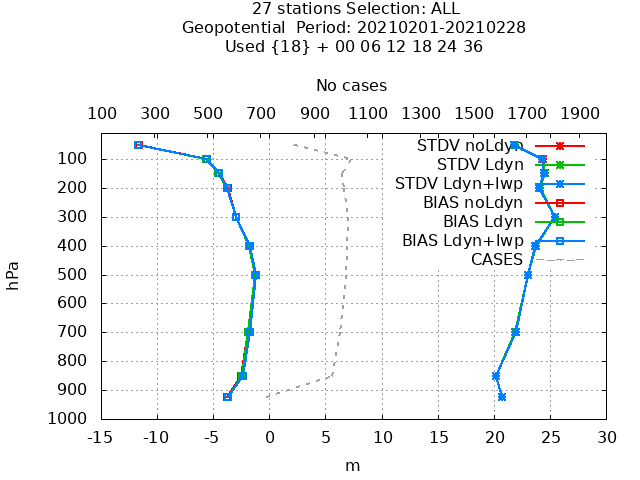 27 stations Selection: ALL
Geopotential  Period: 20210201-20210228
Used {18} + 00 06 12 18 24 36
No cases
100 300 500 700 900 1100 1300 1500 1700 1900
STDV noLdyn
STDV Ldyn
STDV Ldyn+lwp
BIAS noLdyn
BIAS Ldyn
BIAS Ldyn+lwp
CASES
hPa
100
200
300
400
500
600
700
800
900
1000
-15 -10 -5 0 5 10 15 20 25 30
m